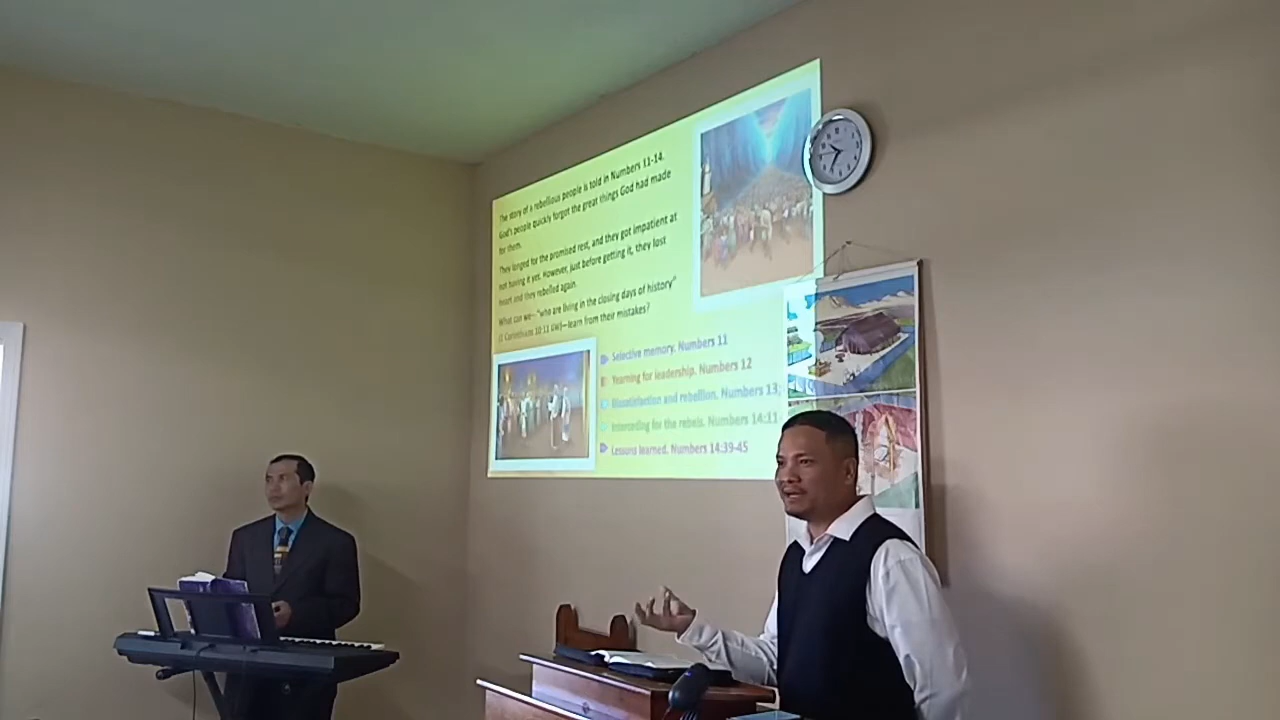 The story of a rebellious people is told in Numbers 11-14.
God's people quickly forgot the great things God had made
for them.
They longed for the promised rest, and they got impatient at
not having it yet. However, just before getting it, they lost
heart and they rebelled again.
What can we--"who are living in the closing days of history"
(1 Corinthians 10:11 GW)—learn from their mistakes?
Selective memory. Numbers 11
Yearning for leadership. Numbers 12
Dissatisfaction and rebellion. Numbers 13;
Interceding for the rebels. Numbers 14:11-
Lessons learned. Numbers 14:39-45